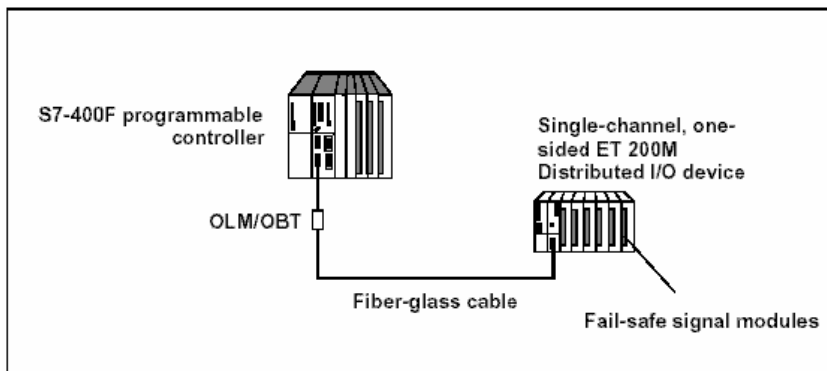 S7-400F programmable
controller
Single-channel, one-
sided ET 200M
Distributed I/O device
OLM/OBT
Fiber-glass cable
Fail-safe signal modules